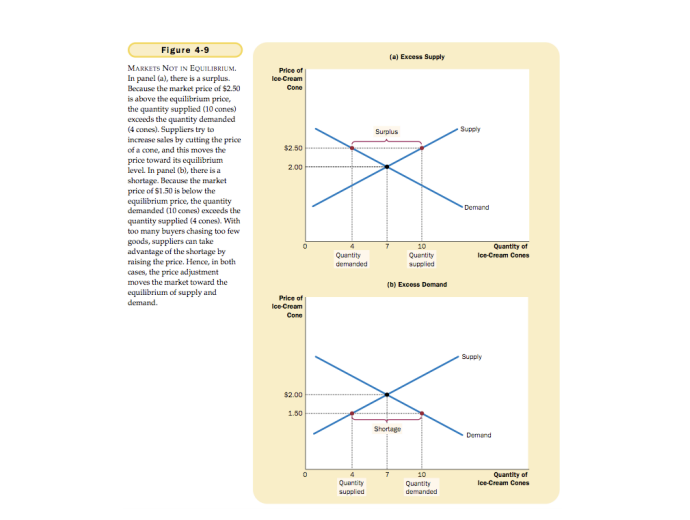 Figure 4-9
MARKETS NOT IN EQUILIBRIUM.
In panel (a), there is a surplus.
Because the market price of $2.50
is above the equilibrium price,
the quantity supplied (10 cones)
exceeds the quantity demanded
(4 cones). Suppliers try to
increase sales by cutting the price
of a cone, and this moves the
price toward its equilibrium
level. In panel (b), there is a
shortage. Because the market
price of $1.50 is below the
equilibrium price, the quantity
demanded (10 cones) exceeds the
quantity supplied (4 cones). With
too many buyers chasing too few
goods, suppliers can take
advantage of the shortage by
raising the price. Hence, in both
cases, the price adjustment
moves the market toward the
equilibrium of supply and
demand.
(a) Excess Supply
Price of
Ice-Cream
Cone
Surplus
Supply
$2.50
2.00
Demand
0
4
7
10
Quantity
demanded
Quantity
supplied
Quantity of
Ice-Cream Cones
(b) Excess Demand
Price of
Ice-Cream
Cone
Supply
$2.00
1.50
Shortage
Demand
0
4
7
10
Quantity
supplied
Quantity
demanded
Quantity of
Ice-Cream Cones